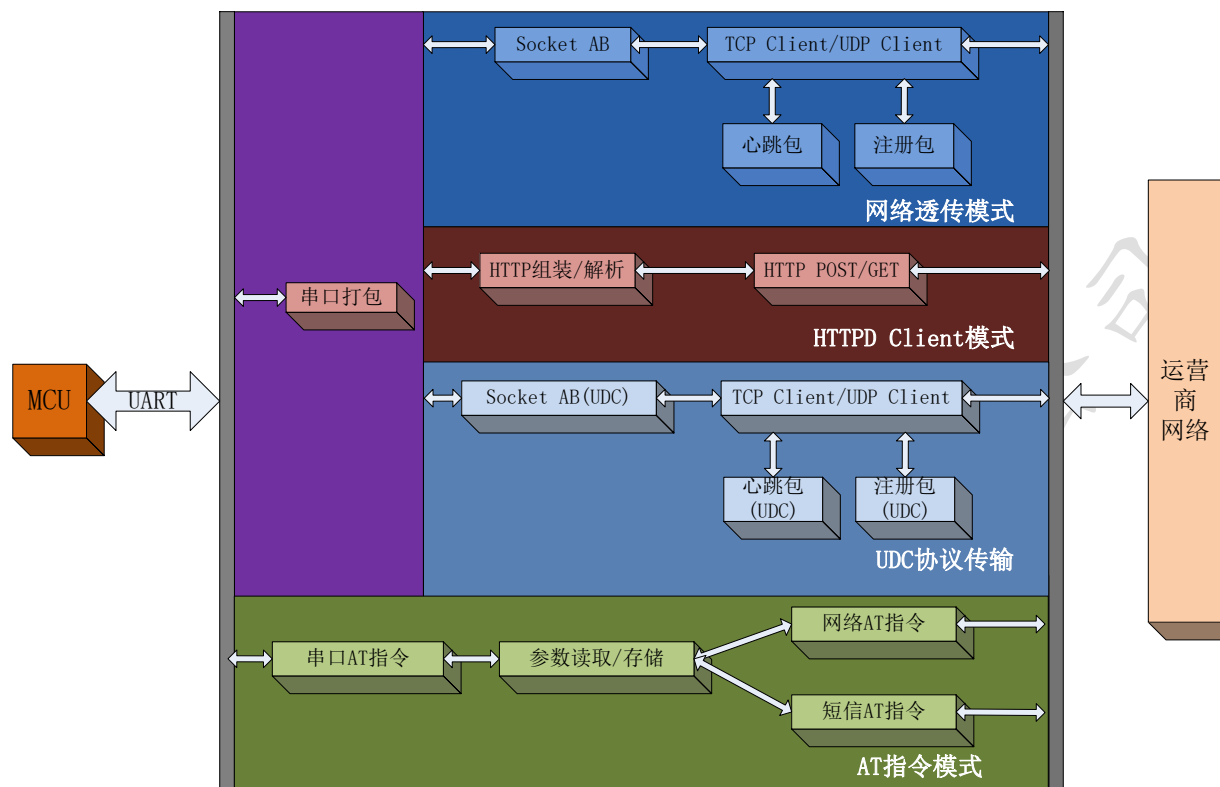 Socket AB
TCP Client/UDP Client
心跳包
注册包
网络透传模式
HTTP组装/解析
HTTP POST/GET
串口打包
HTTPD Client模式
MCU
UART
Socket AB(UDC)
TCP Client/UDP Client
运营
商
网络
心跳包
(UDC)
注册包
(UDC)
UDC协议传输
网络AT指令
串口AT指令
参数读取/存储
短信AT指令
AT指令模式
司